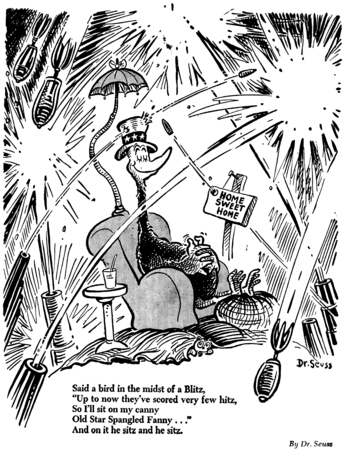 HOME
SWEET
HOME
Dr. Seuss
Said a bird in the midst of a Blitz,
"Up to now they've scored very few hitz,
So I'll sit on my canny
Old Star Spangled Fanny . . ."
And on it he sitz and he sitz.
By Dr. Seuss